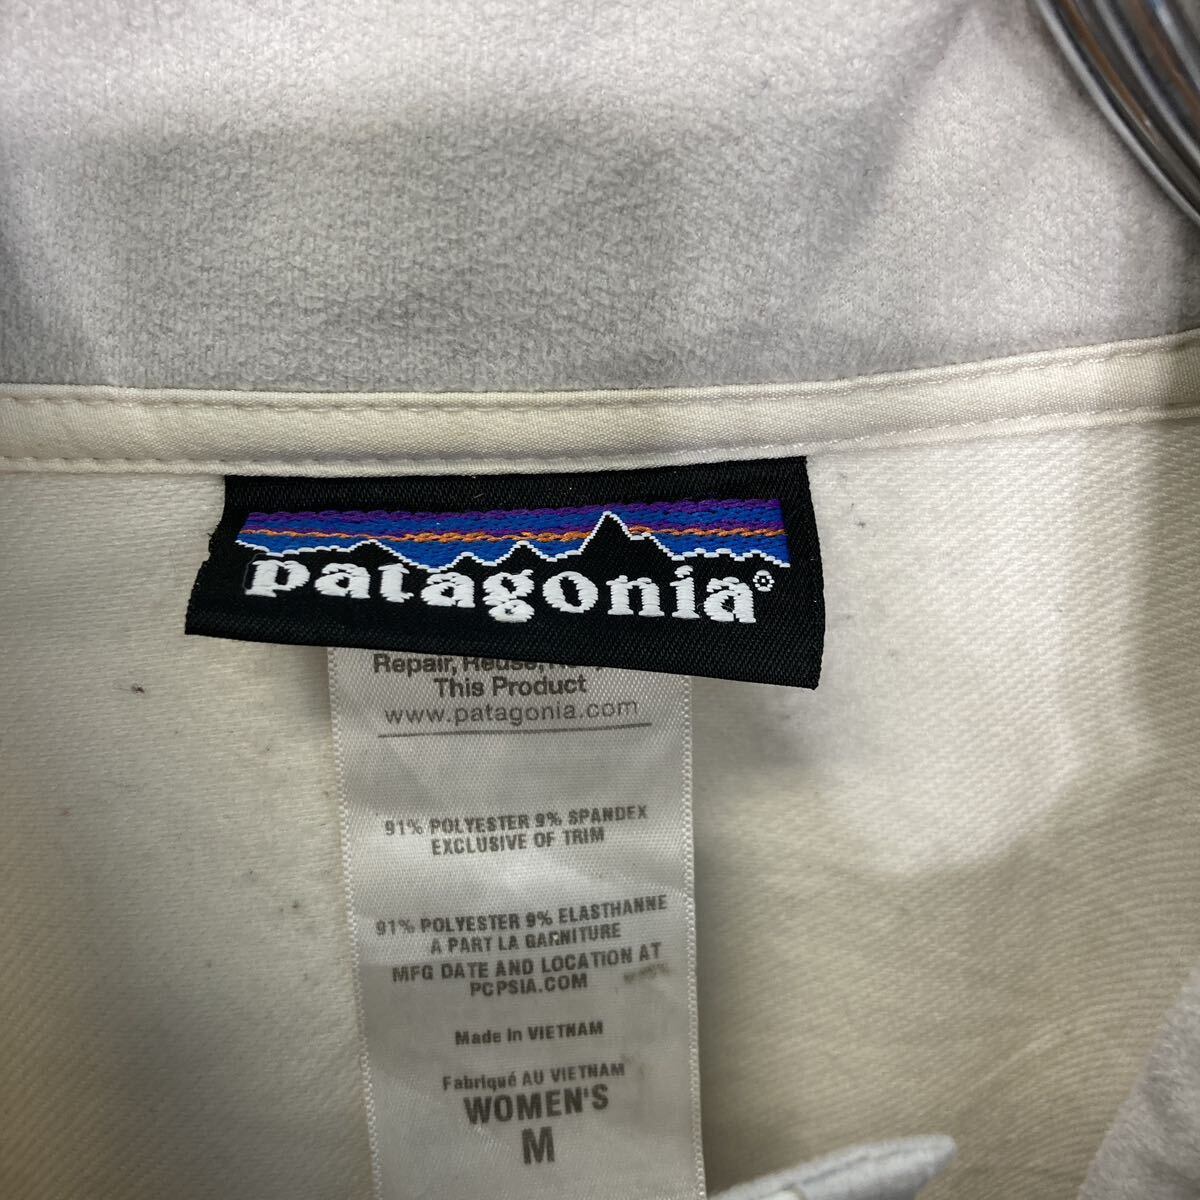 patagonia®
Repair, Reuse,
This Product
www.patagonia.com
91% POLYESTER 9% SPANDEX
EXCLUSIVE OF TRIM
91% POLYESTER 9% ELASTHANNE
A PART LA GARNITURE
MFG DATE AND LOCATION AT
PCPSIA.COM
Made in VIETNAM
Fabriqué AU VIETNAM
WOMEN'S
M